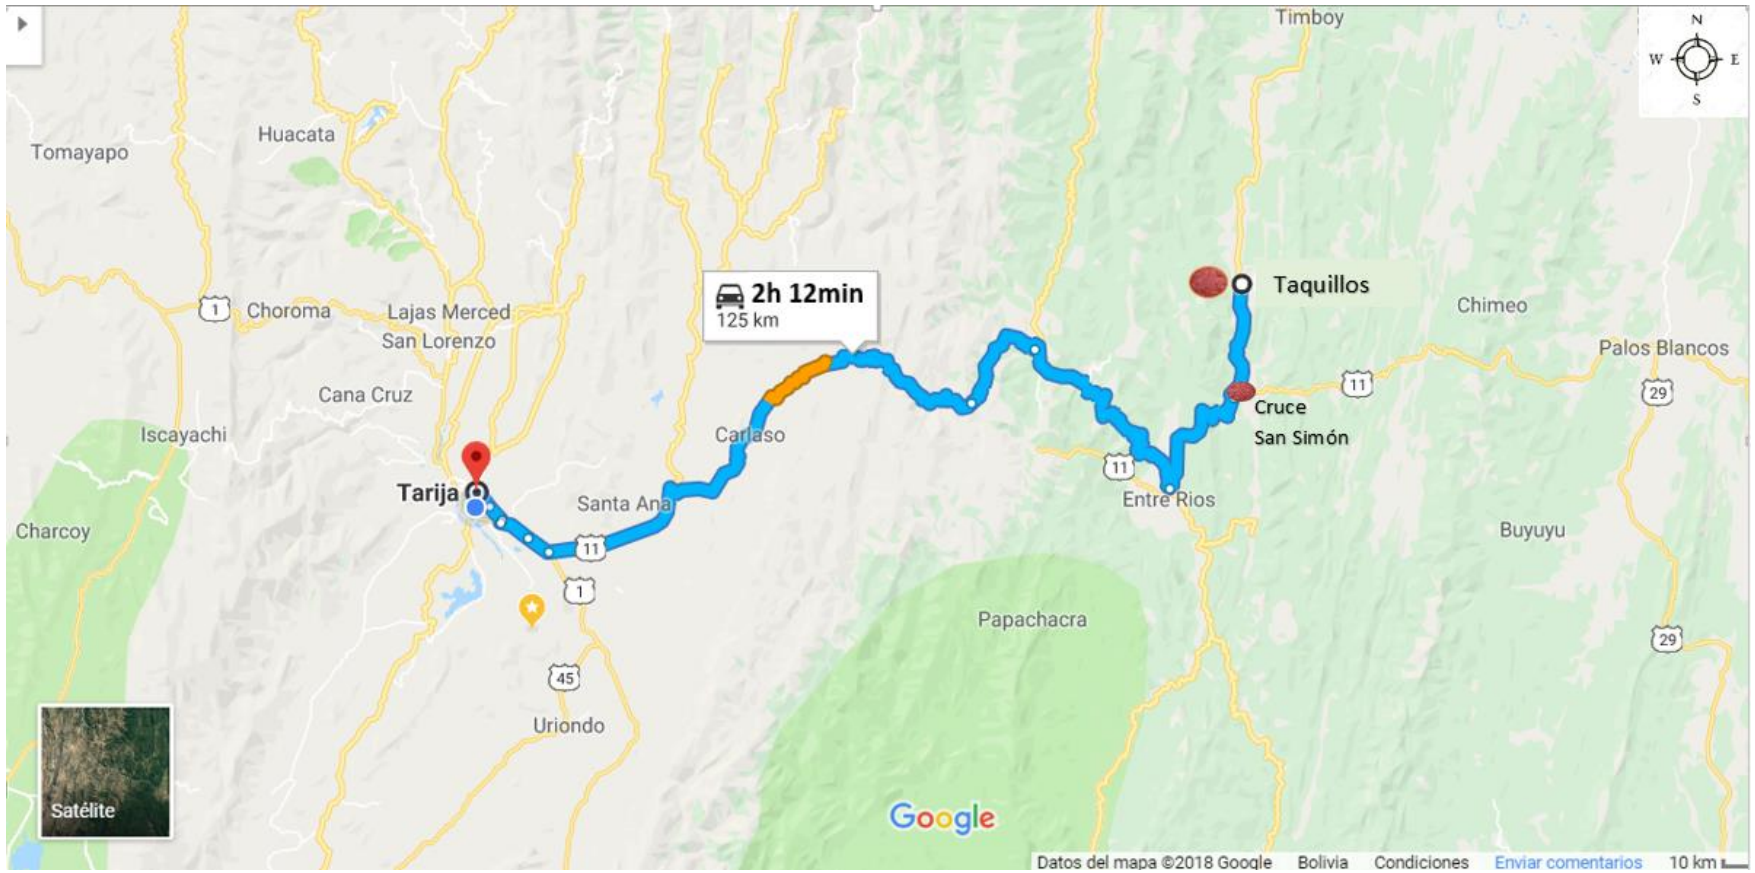 Timboy
N
W
E
S
Huacata
Tomayapo
Taquillos
2h 12min
125 km
1
Choroma
Lajas Merced
San Lorenzo
Chimeo
Palos Blancos
Cana Cruz
11
29
Cruce
San Simón
Iscayachi
Carlaso
11
Tarija
Santa Ana
Entre Rios
Charcoy
Buyuyu
11
1
Papachacra
29
45
Uriondo
Satélite
Google
Datos del mapa ©2018 Google Bolivia Condiciones Enviar comentarios 10 km